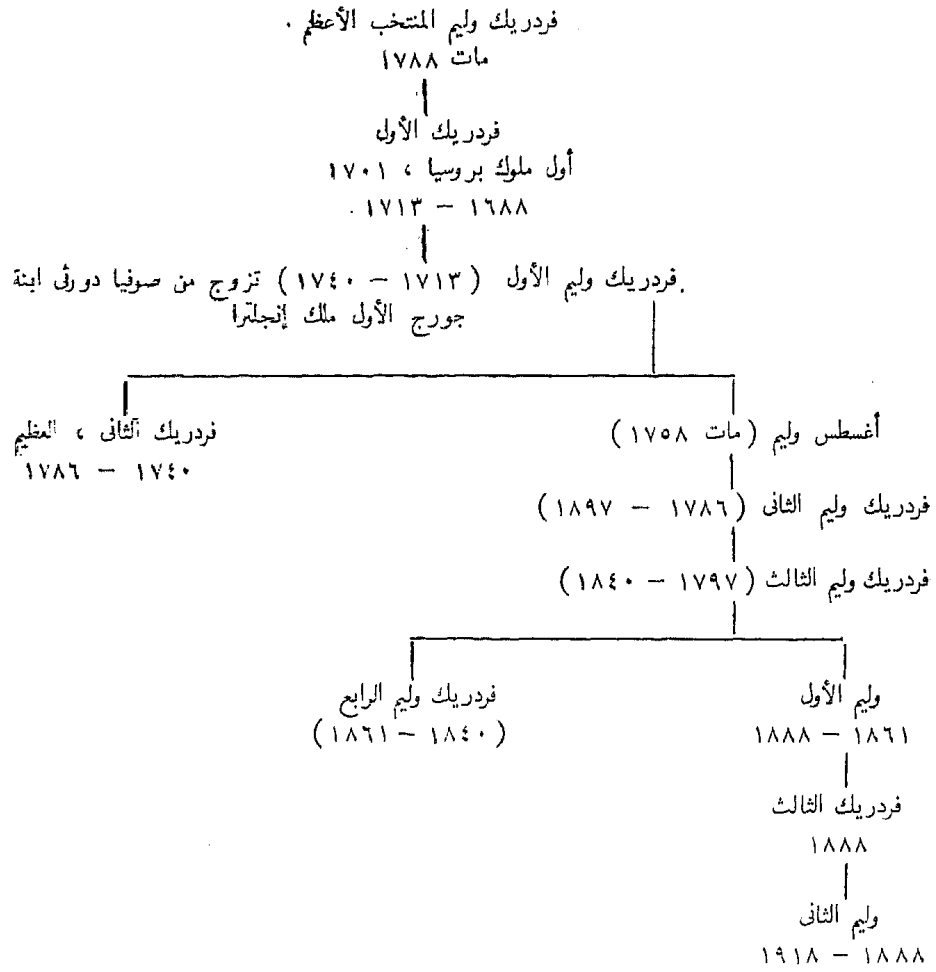 فردريك وليم المنتخب الأعظم .
مات ١٧٨٨
فردريك الأول
أول ملوك بروسيا ، ١٧٠١
١٦٨٨ – ١٧١٣ .
فردريك وليم الأول (١٧١٣ – ١٧٤٠) تزوج من صوفيا دورثى ابنة
جورج الأول ملك إنجلترا
أغسطس وليم (مات ١٧٥٨)
فردريك الثانى ، العظيم
١٧٤٠ – ١٧٨٦
فردريك وليم الثانى (١٧٨٦ – ١٨٩٧)
فردريك وليم الثالث (١٧٩٧ – ١٨٤٠)
وليم الأول
١٨٦١ – ١٨٨٨
فردريك وليم الرابع
(١٨٤٠ – ١٨٦١)
فردريك الثالث
١٨٨٨
وليم الثانى
١٨٨٨ – ١٩١٨